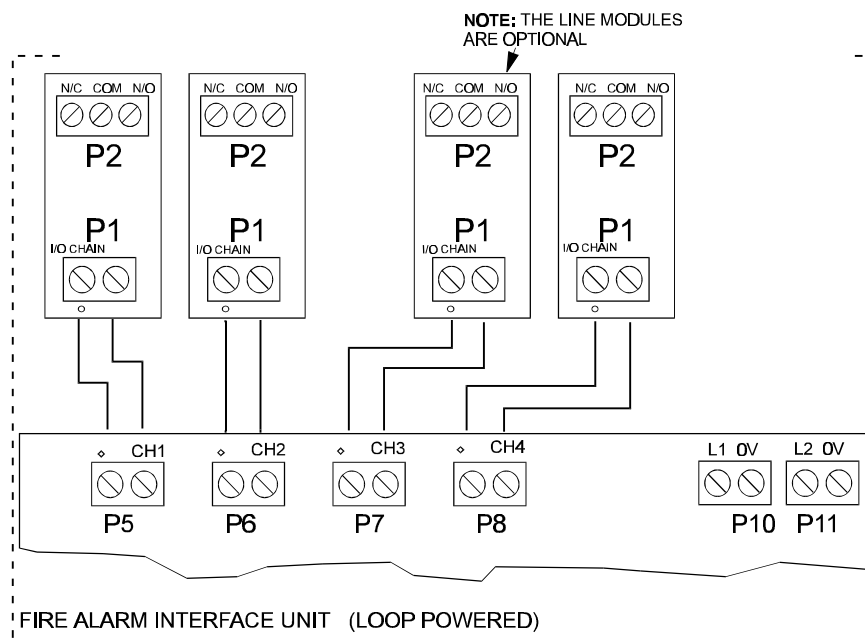 NOTE: THE LINE MODULES
ARE OPTIONAL
N/C COM N/O
N/C COM N/O
N/C COM N/O
N/C COM N/O
P2
P2
P2
P2
P1
P1
P1
P1
I/O CHAIN
I/O CHAIN
I/O CHAIN
I/O CHAIN
CH1
CH2
CH3
CH4
L1 0V
L2 0V
P5
P6
P7
P8
P10
P11
FIRE ALARM INTERFACE UNIT (LOOP POWERED)